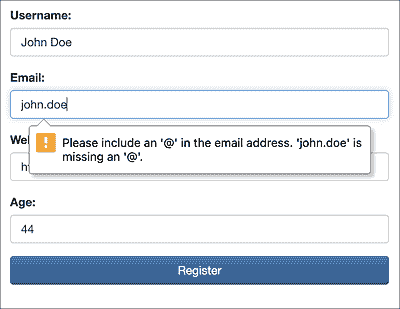 Username:
John Doe
Email:
john.doe
Please include an '@' in the email address. 'john.doe' is
missing an '@'.
Age:
44
Register